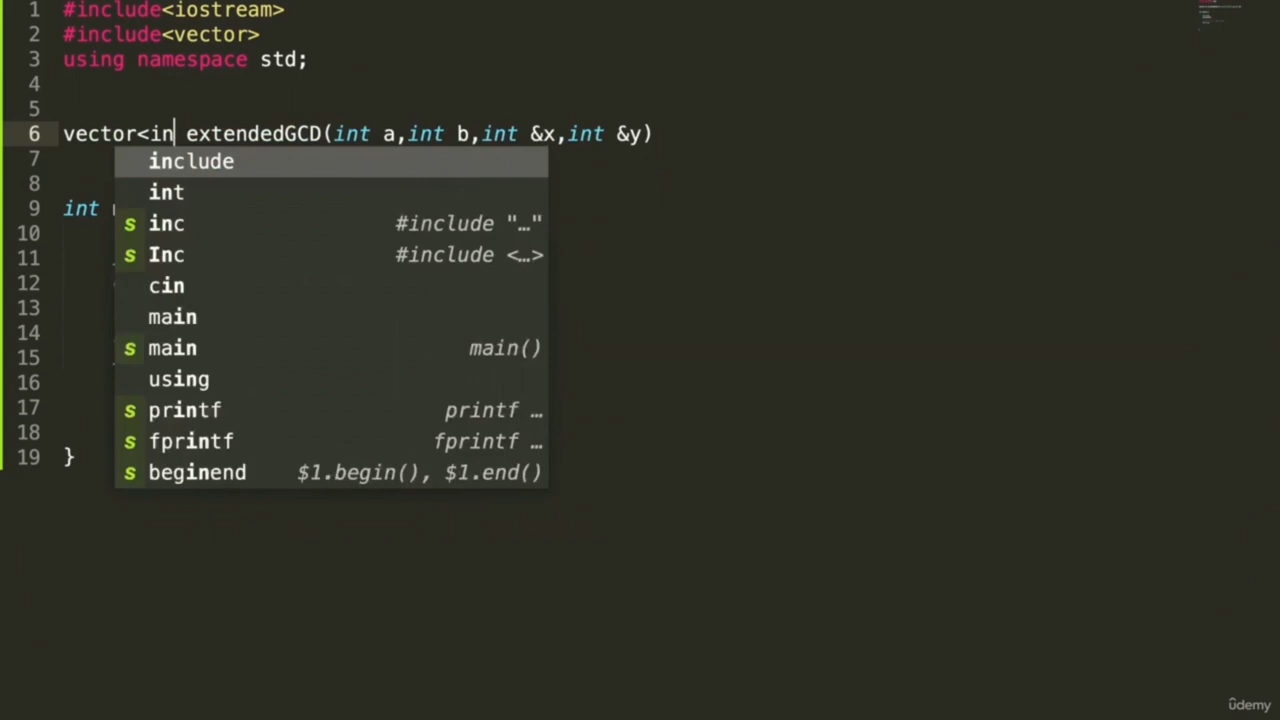 1 #include<iostream>
2 #include<vector>
3 using namespace std;
4
5
6 vector<in extendedGCD(int a,int b,int &x,int &y)
7 include
8 int
9 int
s inc #include "…"
10
s Inc #include <…>
11
cin
12
main
13
s main main()
14
using
15
s printf printf …
16
s fprintf fprintf …
17
s beginend $1.begin(), $1.end()
18
19 }
ûdemy